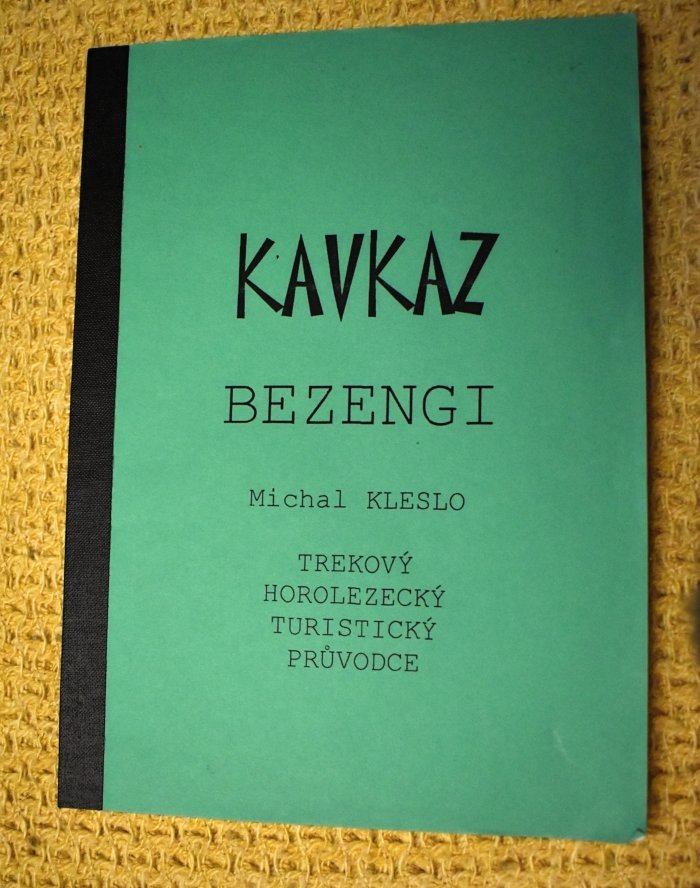 KAVKAZ
BEZENGI
Michal KLESLO
TREKOVÝ
HOROLEZECKÝ
TURISTICKÝ
PRŮVODCE